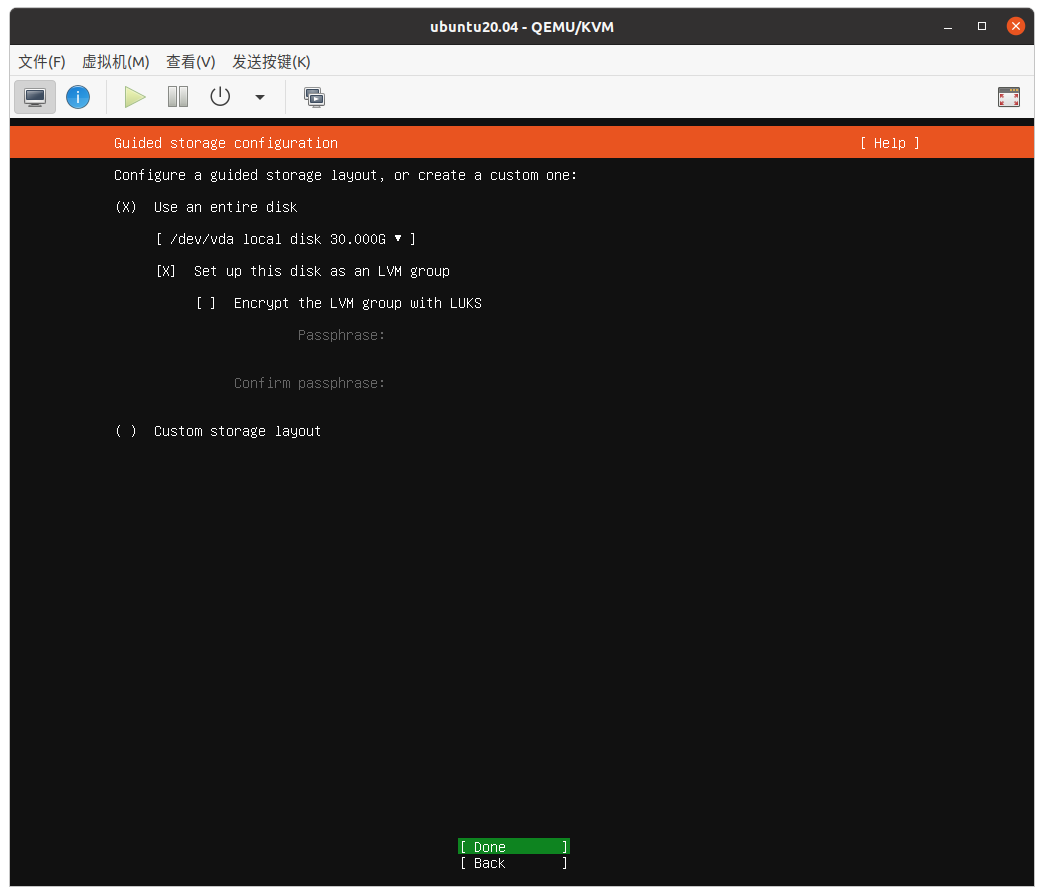 ubuntu20.04 - QEMU/KVM
文件(F) 虚拟机(M) 查看(V) 发送按键(K)
Guided storage configuration [ Help ]
Configure a guided storage layout, or create a custom one:
(X) Use an entire disk
[ /dev/vda local disk 30.000G ▾ ]
[X] Set up this disk as an LVM group
[ ] Encrypt the LVM group with LUKS
Passphrase:
Confirm passphrase:
( ) Custom storage layout
[ Done ]
[ Back ]